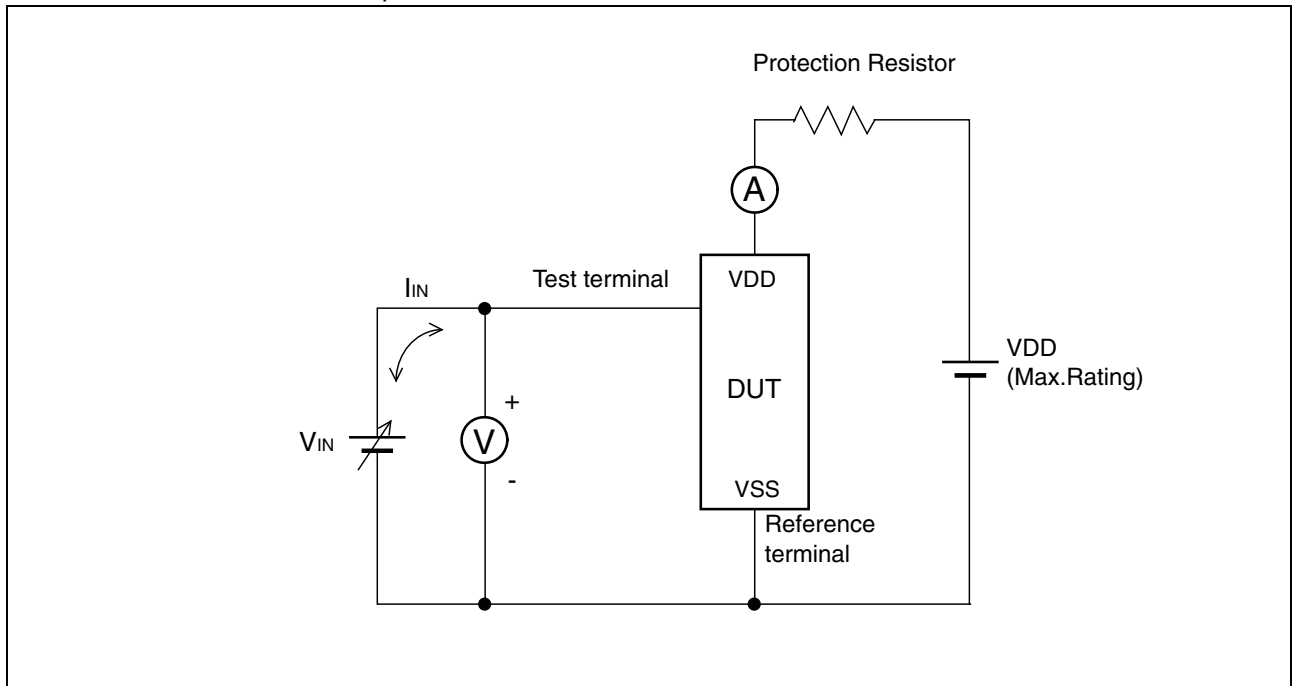 Protection Resistor
A
VDD
Test terminal
IIN
VDD
(Max.Rating)
DUT
+
VIN
V
-
VSS
Reference
terminal